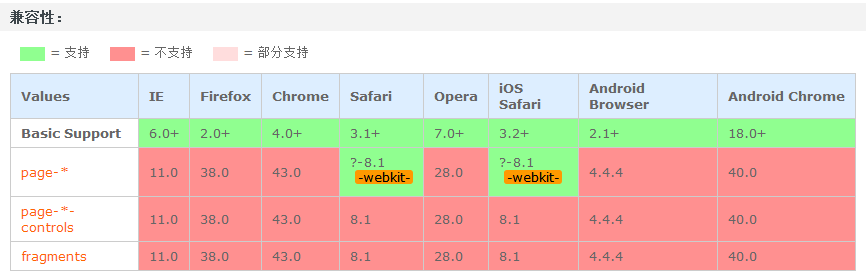 兼容性：
= 支持 = 不支持 = 部分支持
Values IE Firefox Chrome Safari Opera iOS Safari Android Browser Android Chrome
Basic Support 6.0+ 2.0+ 4.0+ 3.1+ 7.0+ 3.2+ 2.1+ 18.0+
page-* 11.0 38.0 43.0 ?-8.1 -webkit- 28.0 ?-8.1 -webkit- 4.4.4 40.0
page-*-controls 11.0 38.0 43.0 8.1 28.0 8.1 4.4.4 40.0
fragments 11.0 38.0 43.0 8.1 28.0 8.1 4.4.4 40.0